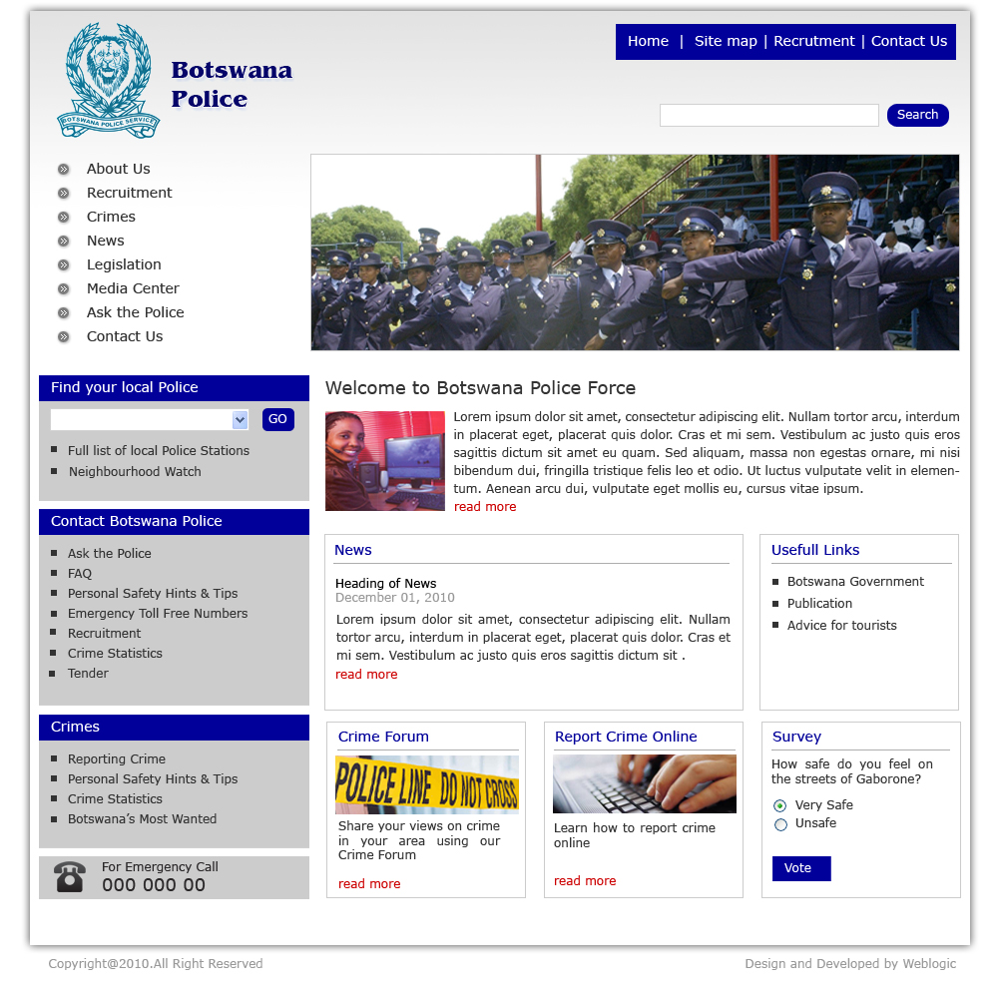 Home | Site map | Recrutment | Contact Us
BOTSWANA POLICE SERVICE
Botswana
Police
Search
About Us
Recruitment
Crimes
News
Legislation
Media Center
Ask the Police
Contact Us
Find your local Police
GO
Full list of local Police Stations
Neighbourhood Watch
Contact Botswana Police
Ask the Police
FAQ
Personal Safety Hints & Tips
Emergency Toll Free Numbers
Recruitment
Crime Statistics
Tender
Crimes
Reporting Crime
Personal Safety Hints & Tips
Crime Statistics
Botswana’s Most Wanted
For Emergency Call
000 000 00
Welcome to Botswana Police Force
Lorem ipsum dolor sit amet, consectetur adipiscing elit. Nullam tortor arcu, interdum
in placerat eget, placerat quis dolor. Cras et mi sem. Vestibulum ac justo quis eros
sagittis dictum sit amet eu quam. Sed aliquam, massa non egestas ornare, mi nisi
bibendum dui, fringilla tristique felis leo et odio. Ut luctus vulputate velit in elemen-
tum. Aenean arcu dui, vulputate eget mollis eu, cursus vitae ipsum.
read more
News
Heading of News
December 01, 2010
Lorem ipsum dolor sit amet, consectetur adipiscing elit. Nullam
tortor arcu, interdum in placerat eget, placerat quis dolor. Cras et
mi sem. Vestibulum ac justo quis eros sagittis dictum sit .
read more
Usefull Links
Botswana Government
Publication
Advice for tourists
Crime Forum
POLICE LINE DO NOT CROSS
Share your views on crime
in your area using our
Crime Forum
read more
Report Crime Online
Learn how to report crime
online
read more
Survey
How safe do you feel on
the streets of Gaborone?
Very Safe
Unsafe
Vote
Copyright@2010.All Right Reserved
Design and Developed by Weblogic